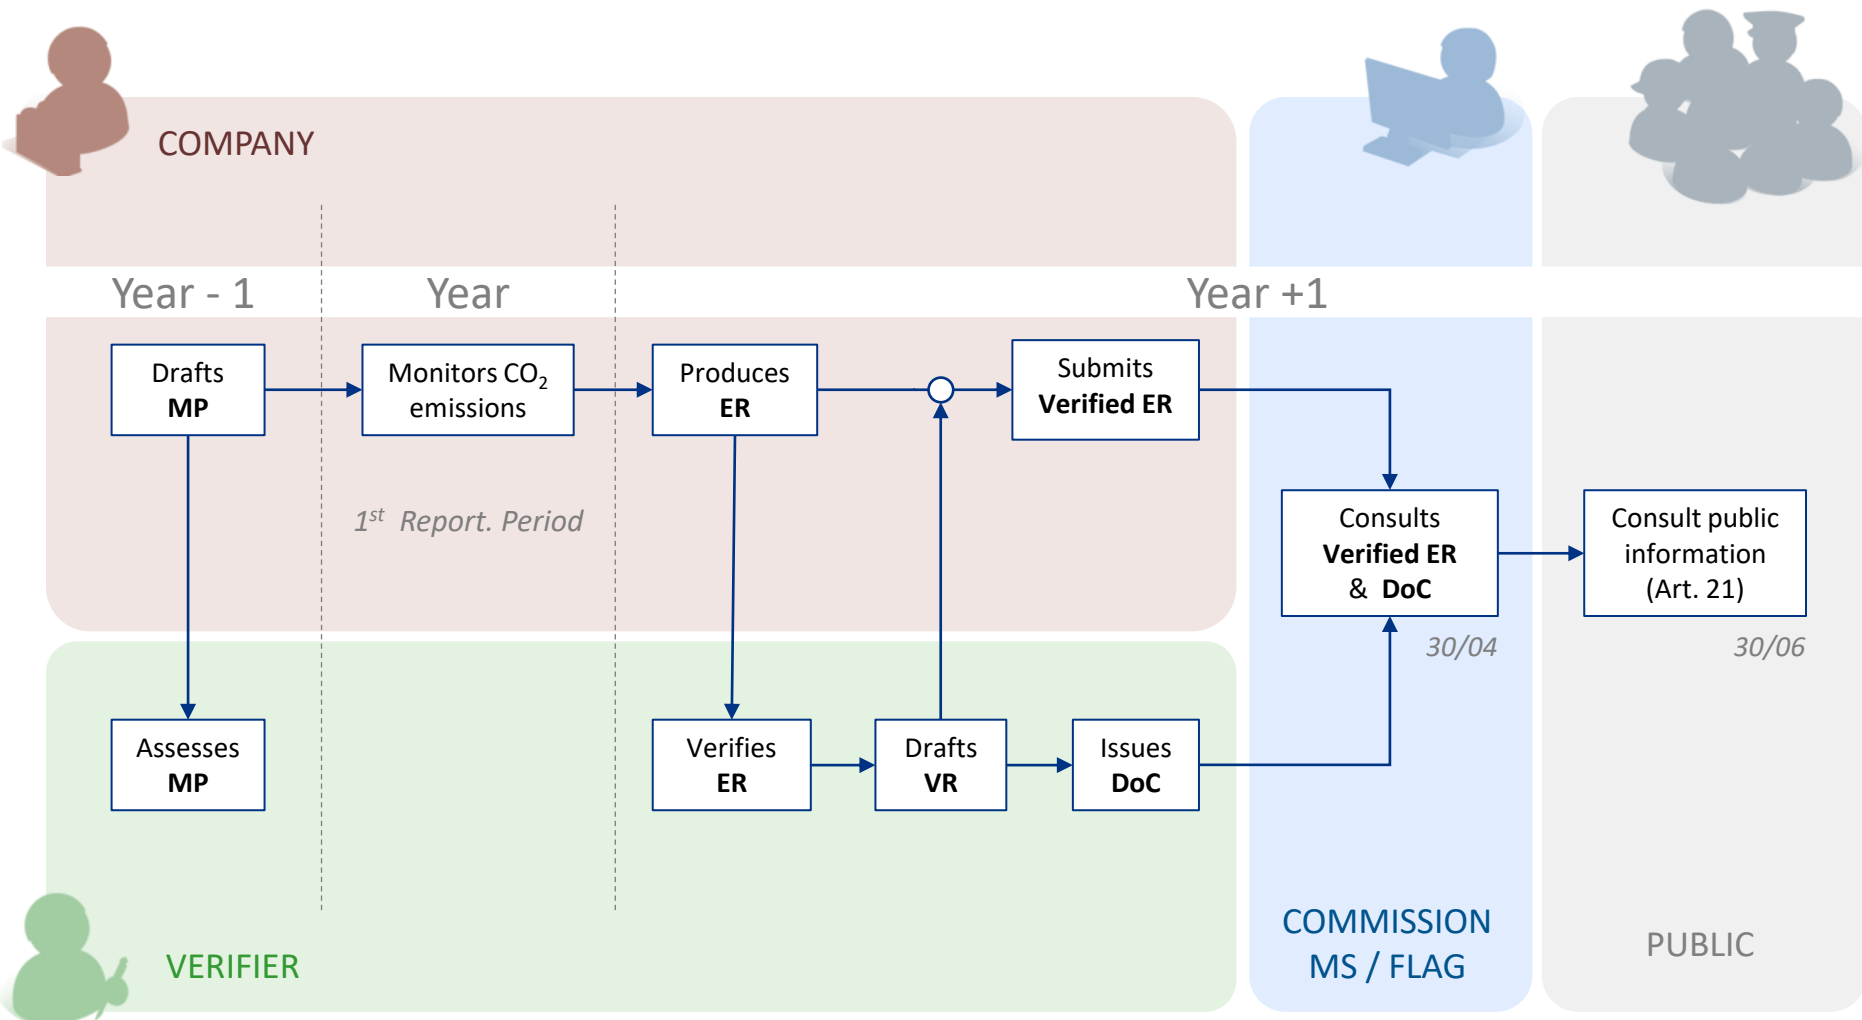 COMPANY
Year - 1
Year
Year +1
Drafts
MP
Monitors CO₂
emissions
Produces
ER
Submits
Verified ER
1st Report. Period
Consults
Verified ER
& DoC
30/04
Consult public
information
(Art. 21)
30/06
Assesses
MP
Verifies
ER
Drafts
VR
Issues
DoC
VERIFIER
COMMISSION
MS / FLAG
PUBLIC